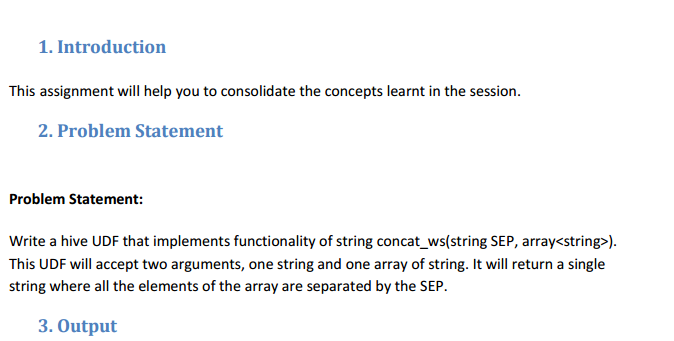 1. Introduction
This assignment will help you to consolidate the concepts learnt in the session.
2. Problem Statement
Problem Statement:
Write a hive UDF that implements functionality of string concat_ws(string SEP, array<string>).
This UDF will accept two arguments, one string and one array of string. It will return a single
string where all the elements of the array are separated by the SEP.
3. Output